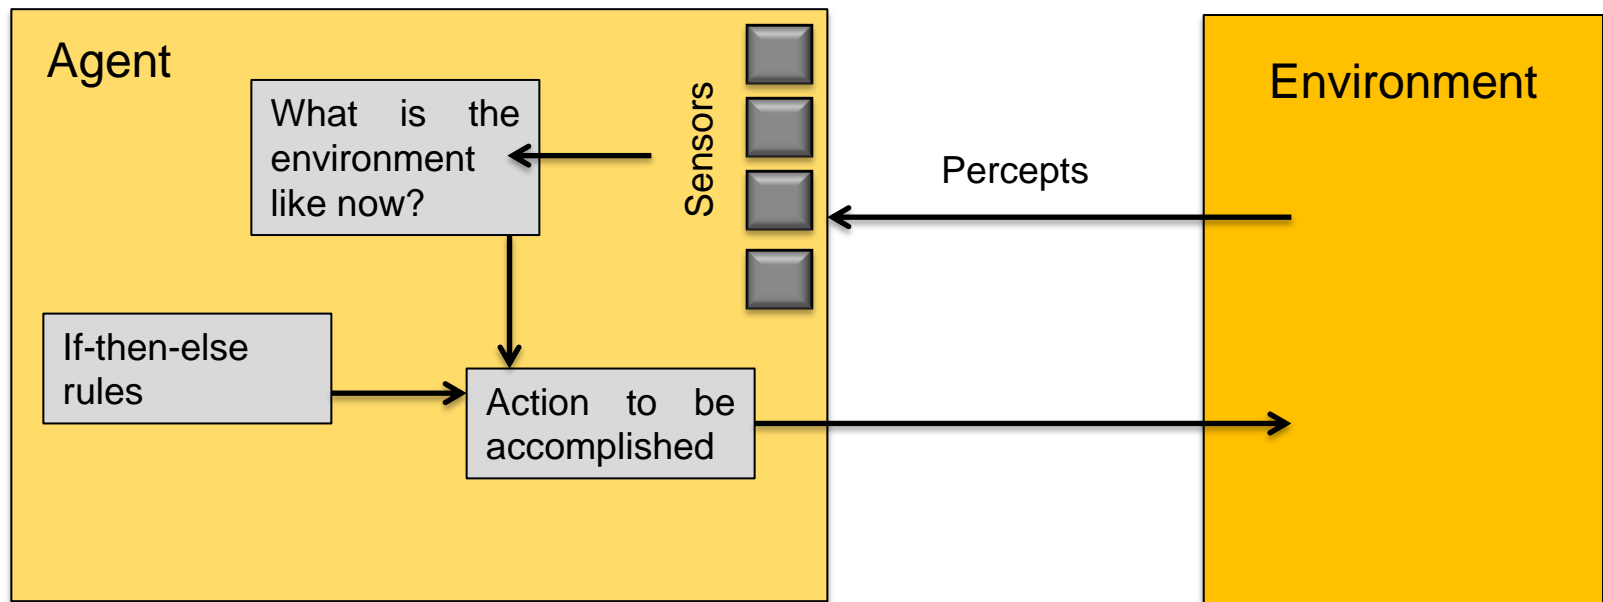 Agent
What is the
environment
like now?
Sensors
Percepts
Environment
If-then-else
rules
Action to be
accomplished